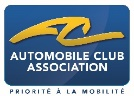 AUTOMOBILE CLUB
ASSOCIATION
PRIORITÉ À LA MOBILITÉ